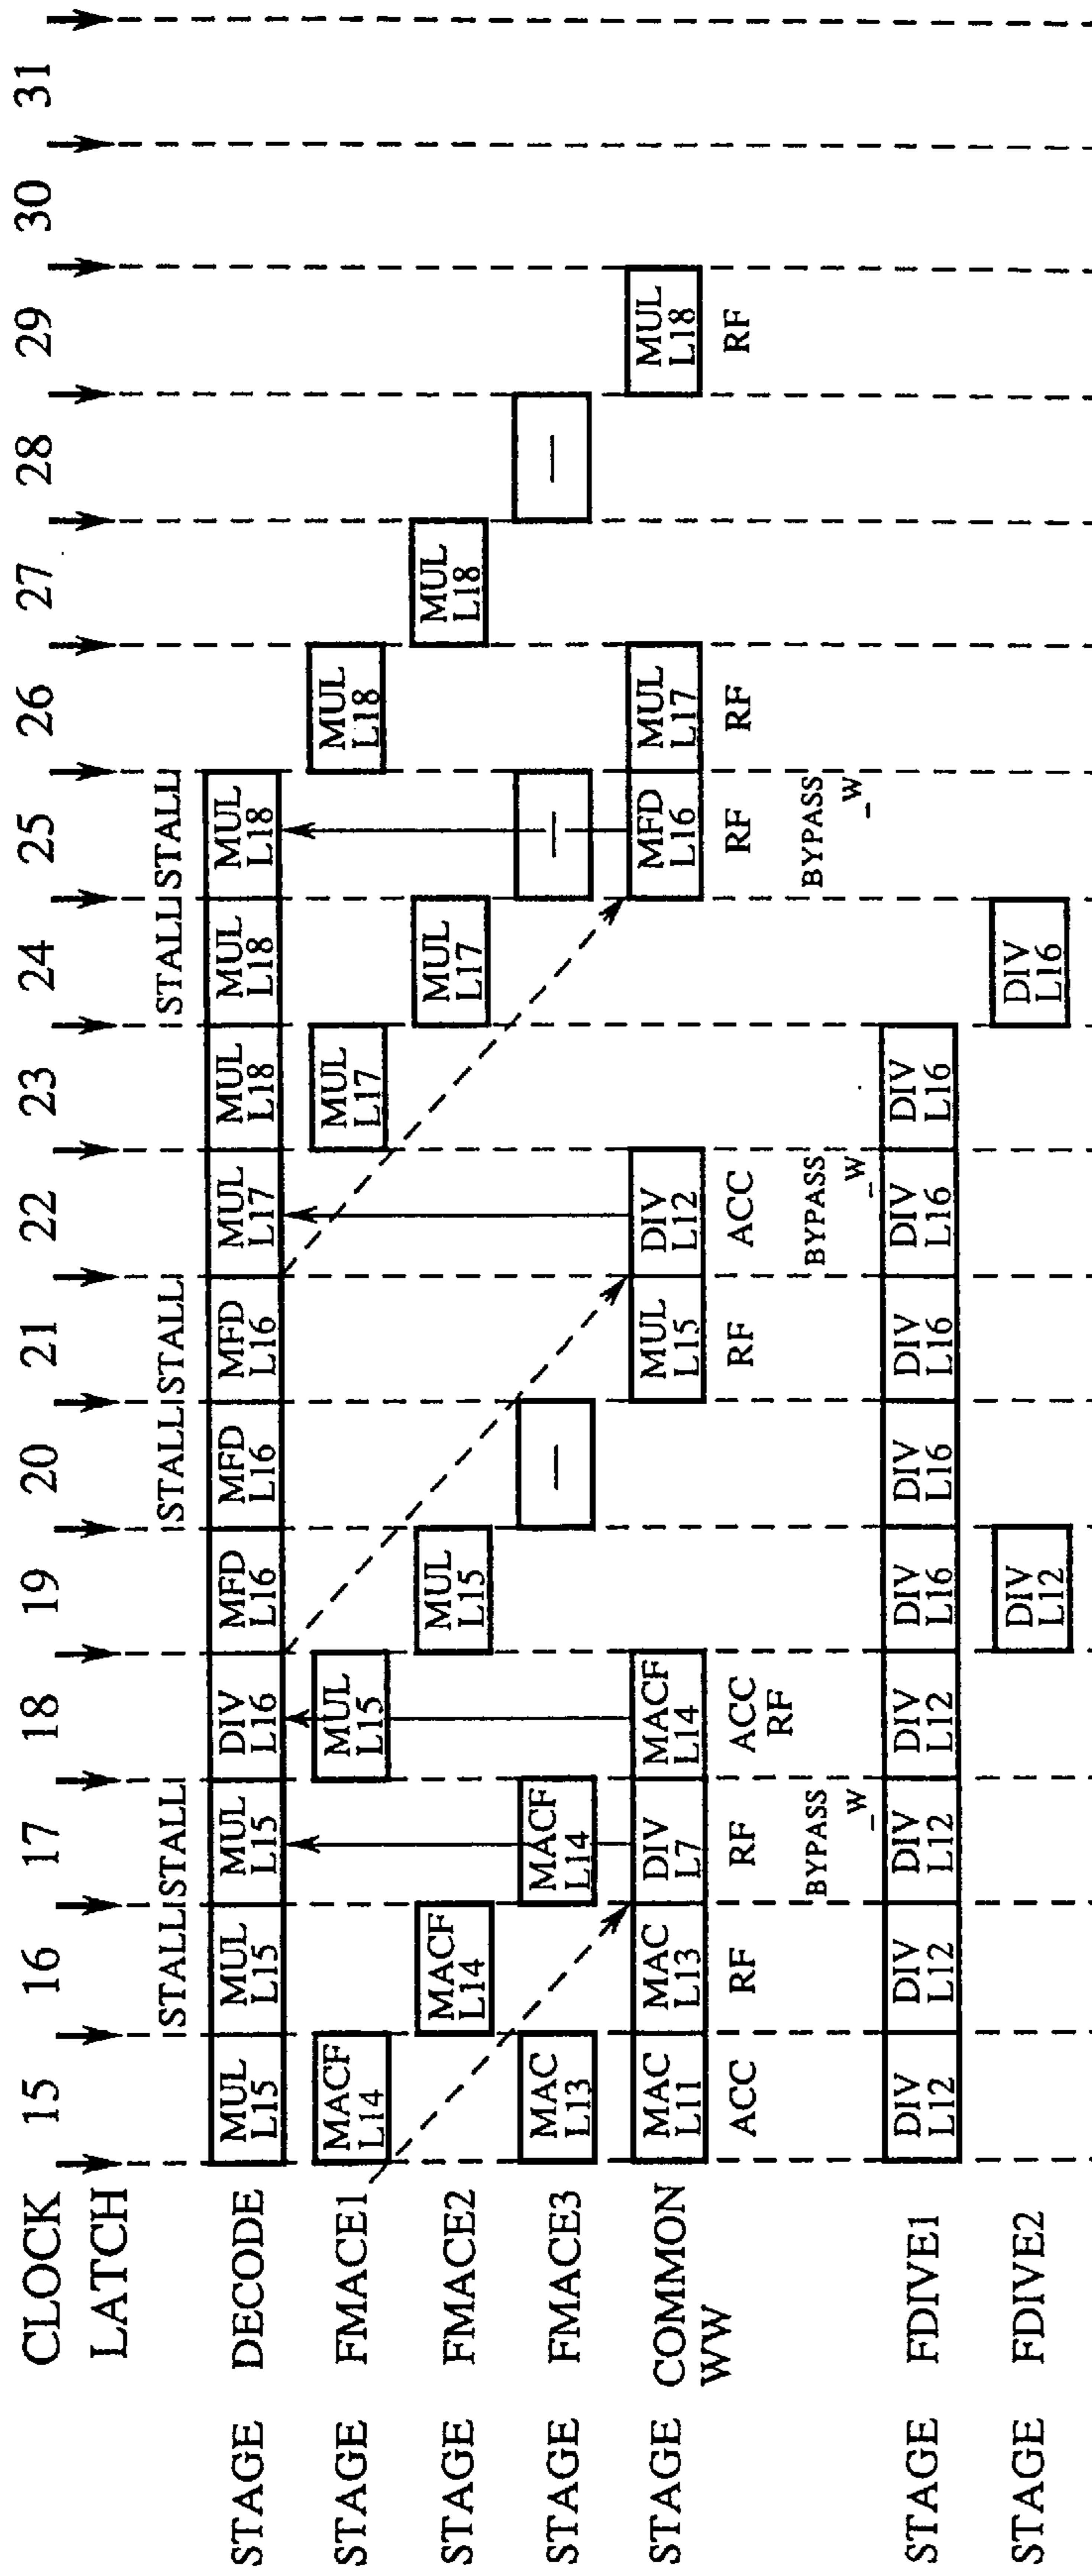 CLOCK 15 16 17 18 19 20 21 22 23 24 25 26 27 28 29 30 31
LATCH
STALL STALL STALL STALL STALL STALL
STAGE DECODE MUL MUL MUL DIV MFD MFD MFD MUL MUL MUL MUL
L15 L15 L15 L16 L16 L16 L16 L17 L18 L18 L18
STAGE FMACE1 MACF MUL MUL MUL
L14 L15 L17 L18
STAGE FMACE2 MACF MUL MUL MUL
L14 L15 L17 L18
STAGE FMACE3 MAC MACF — — —
L13 L14
STAGE COMMON MAC MAC DIV MACF MUL DIV MFD MUL MUL
WW L11 L13 L7 L14 L15 L12 L16 L17 L18
ACC RF RF ACC RF ACC RF RF RF
RF
BYPASS BYPASS BYPASS
_W _W _W
STAGE FDIVE1 DIV DIV DIV DIV DIV DIV DIV DIV DIV
L12 L12 L12 L12 L16 L16 L16 L16 L16
STAGE FDIVE2 DIV DIV
L12 L16